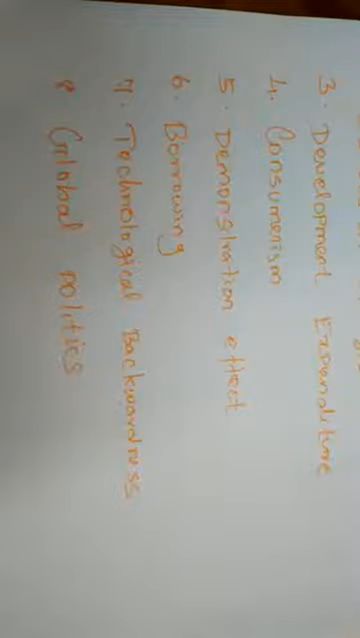 3. Development Expenditure
4. Consumerism
5. Demonstration effect
6. Borrowing
7. Technological Backwardness
8 Global politics